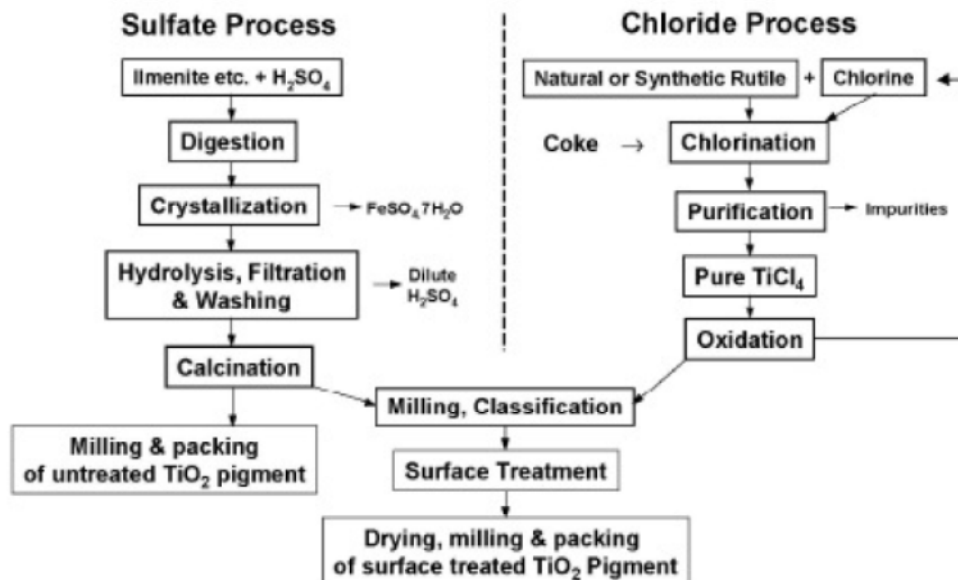 Sulfate Process
Ilmenite etc. + H₂SO₄
Digestion
Crystallization
FeSO₄ 7H₂O
Hydrolysis, Filtration
& Washing
Dilute
H₂SO₄
Calcination
Milling & packing
of untreated TiO₂ pigment
Chloride Process
Natural or Synthetic Rutile + Chlorine
Coke → Chlorination
Purification
Impurities
Pure TiCl₄
Oxidation
Milling, Classification
Surface Treatment
Drying, milling & packing
of surface treated TiO₂ Pigment